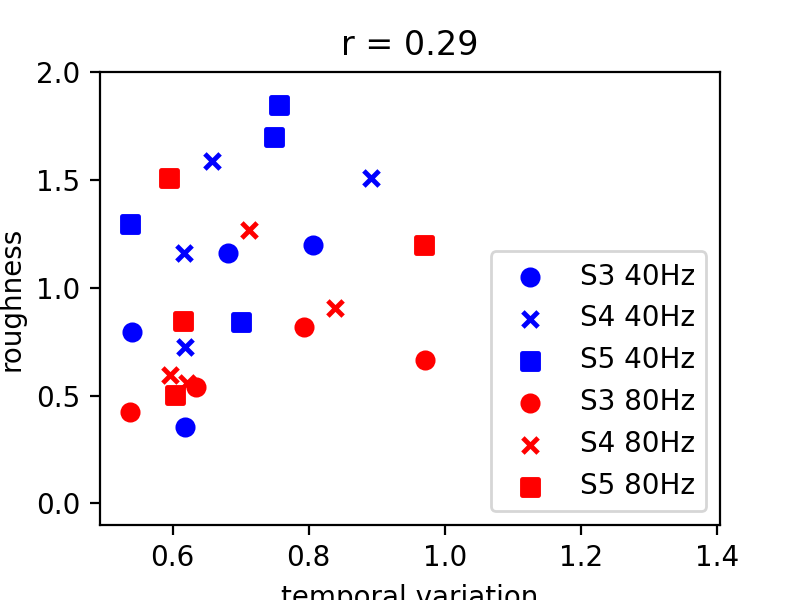 r = 0.29
2.0
1.5
1.0
0.5
0.0
roughness
S3 40Hz
S4 40Hz
S5 40Hz
S3 80Hz
S4 80Hz
S5 80Hz
0.6 0.8 1.0 1.2 1.4
temporal variation